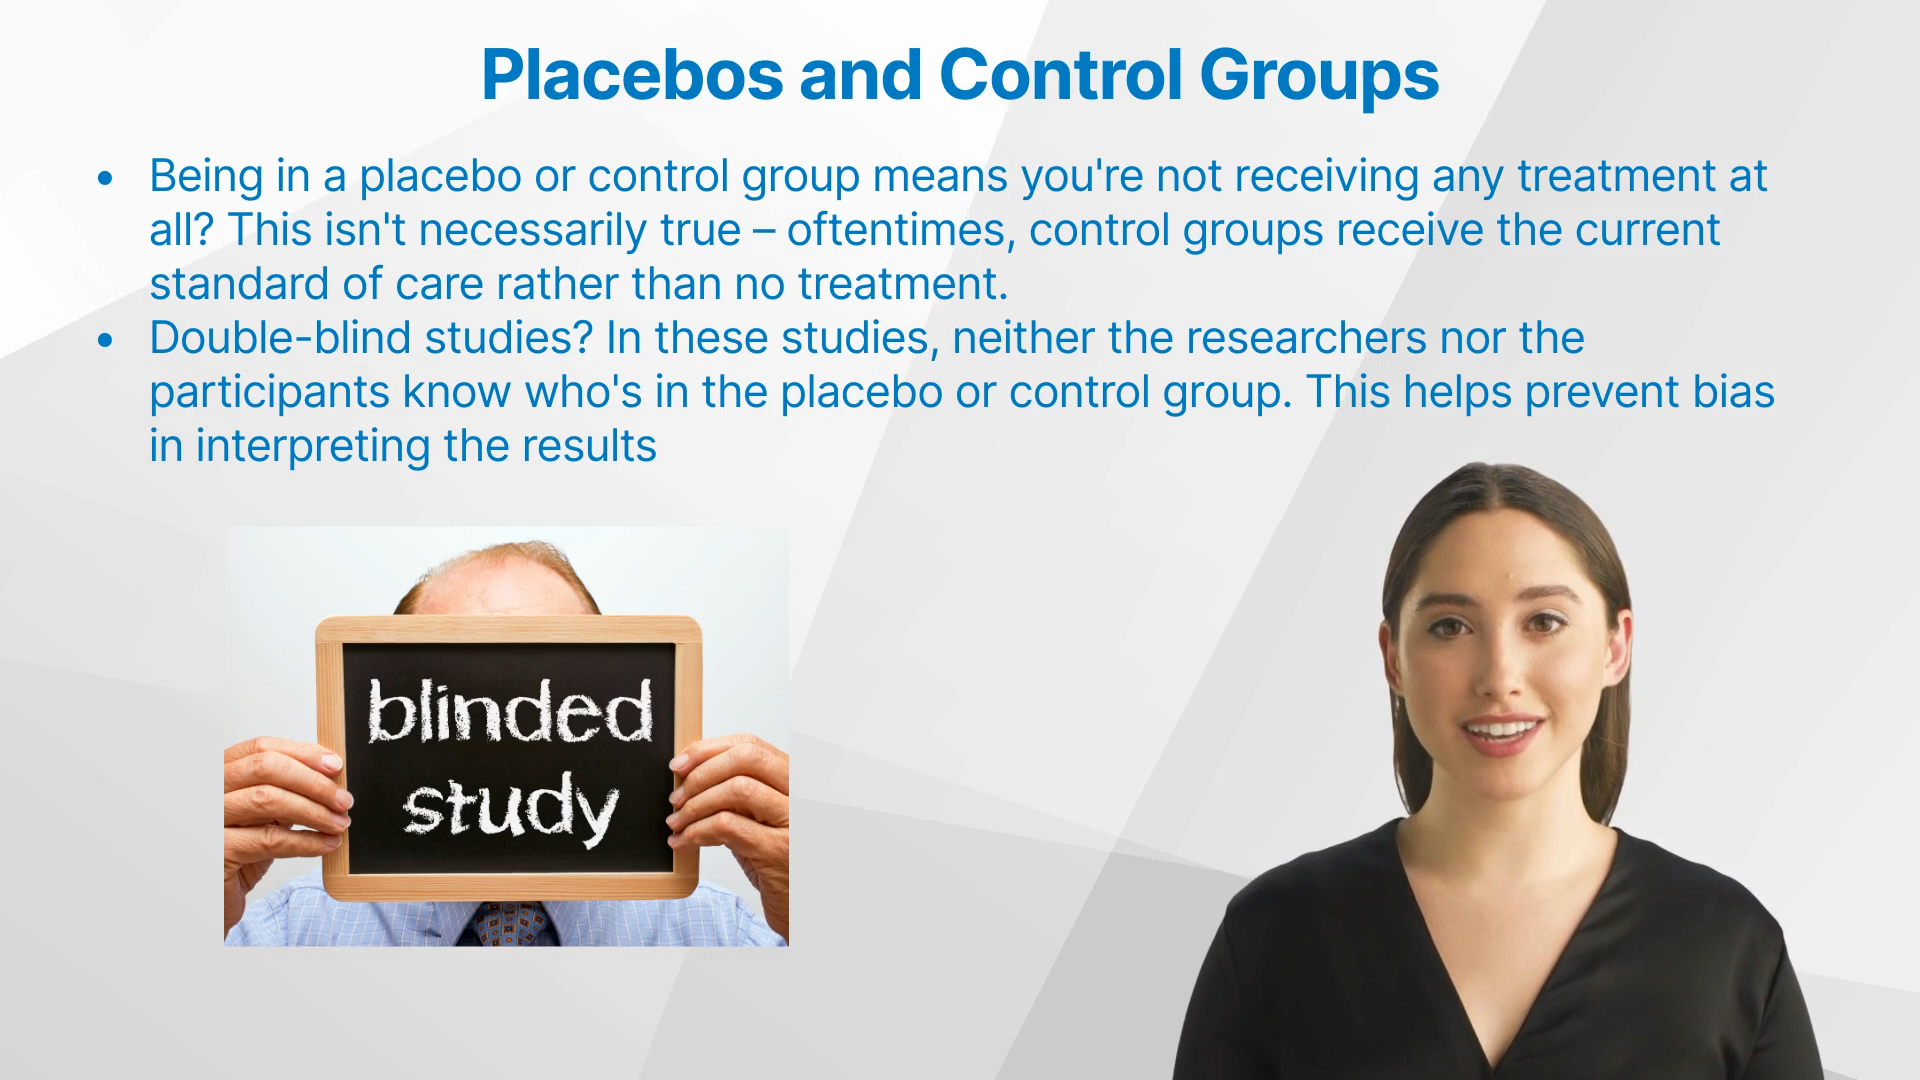 Placebos and Control Groups
• Being in a placebo or control group means you're not receiving any treatment at
all? This isn't necessarily true – oftentimes, control groups receive the current
standard of care rather than no treatment.
• Double-blind studies? In these studies, neither the researchers nor the
participants know who's in the placebo or control group. This helps prevent bias
in interpreting the results
blinded
study